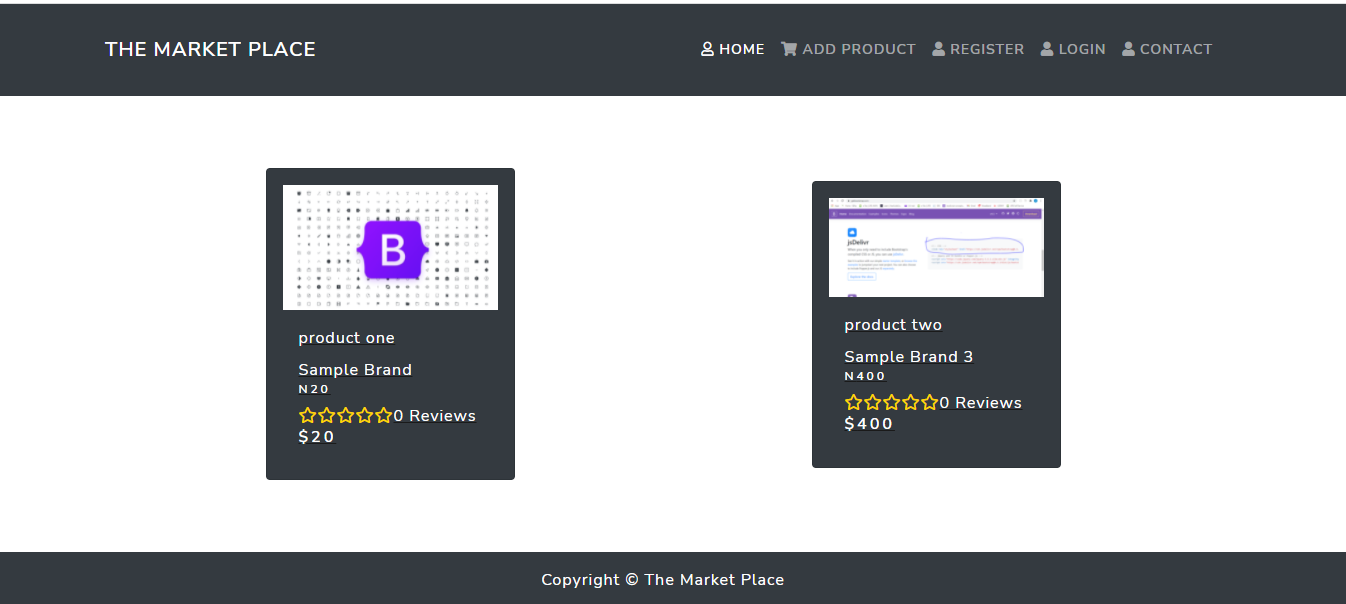 THE MARKET PLACE
HOME ADD PRODUCT REGISTER LOGIN CONTACT
B
product one
Sample Brand
N20
0 Reviews
$20
jsDelivr
product two
Sample Brand 3
N400
0 Reviews
$400
Copyright © The Market Place